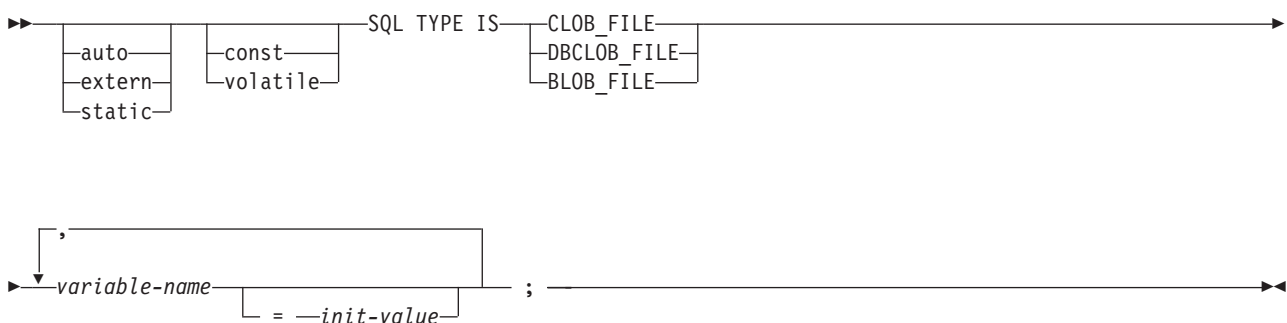 SQL TYPE IS CLOB_FILE
auto const DBCLOB_FILE
extern volatile BLOB_FILE
static
,
variable-name ;
= init-value